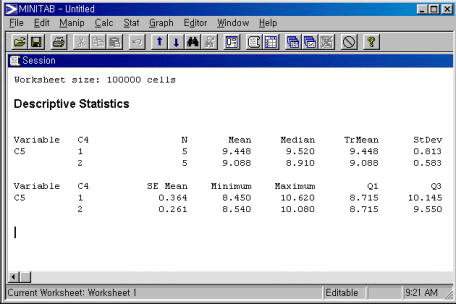 MINITAB - Untitled
File Edit Manip Calc Stat Graph Editor Window Help
Session
Worksheet size: 100000 cells
Descriptive Statistics
Variable C4 N Mean Median TrMean StDev
C5 1 5 9.448 9.520 9.448 0.813
2 5 9.088 8.910 9.088 0.583
Variable C4 SE Mean Minimum Maximum Q1 Q3
C5 1 0.364 8.450 10.620 8.715 10.145
2 0.261 8.540 10.080 8.715 9.550
Current Worksheet: Worksheet 1 Editable 9:21 AM